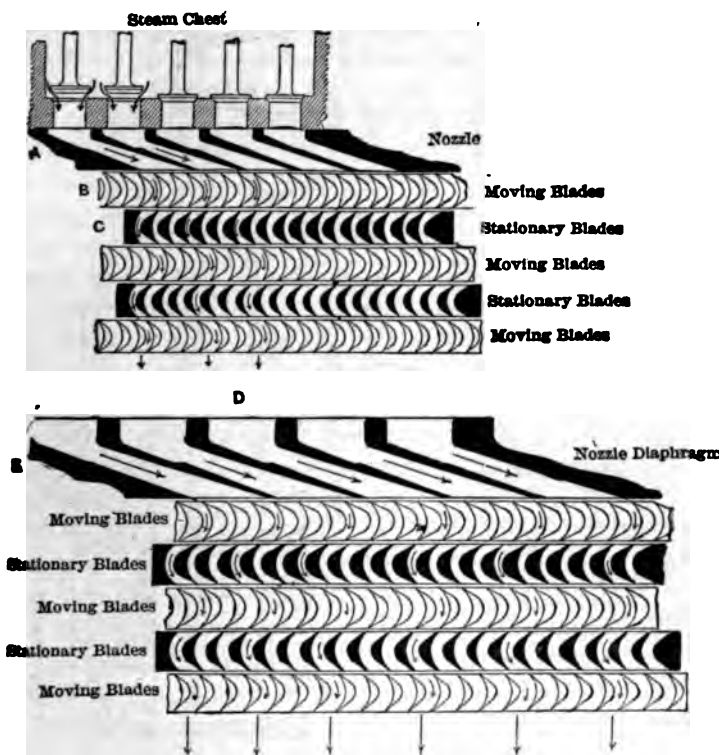 Steam Chest
Nozzle
A
B
Moving Blades
C
Stationary Blades
Moving Blades
Stationary Blades
Moving Blades
D
Nozzle Diaphragm
E
Moving Blades
Stationary Blades
Moving Blades
Stationary Blades
Moving Blades